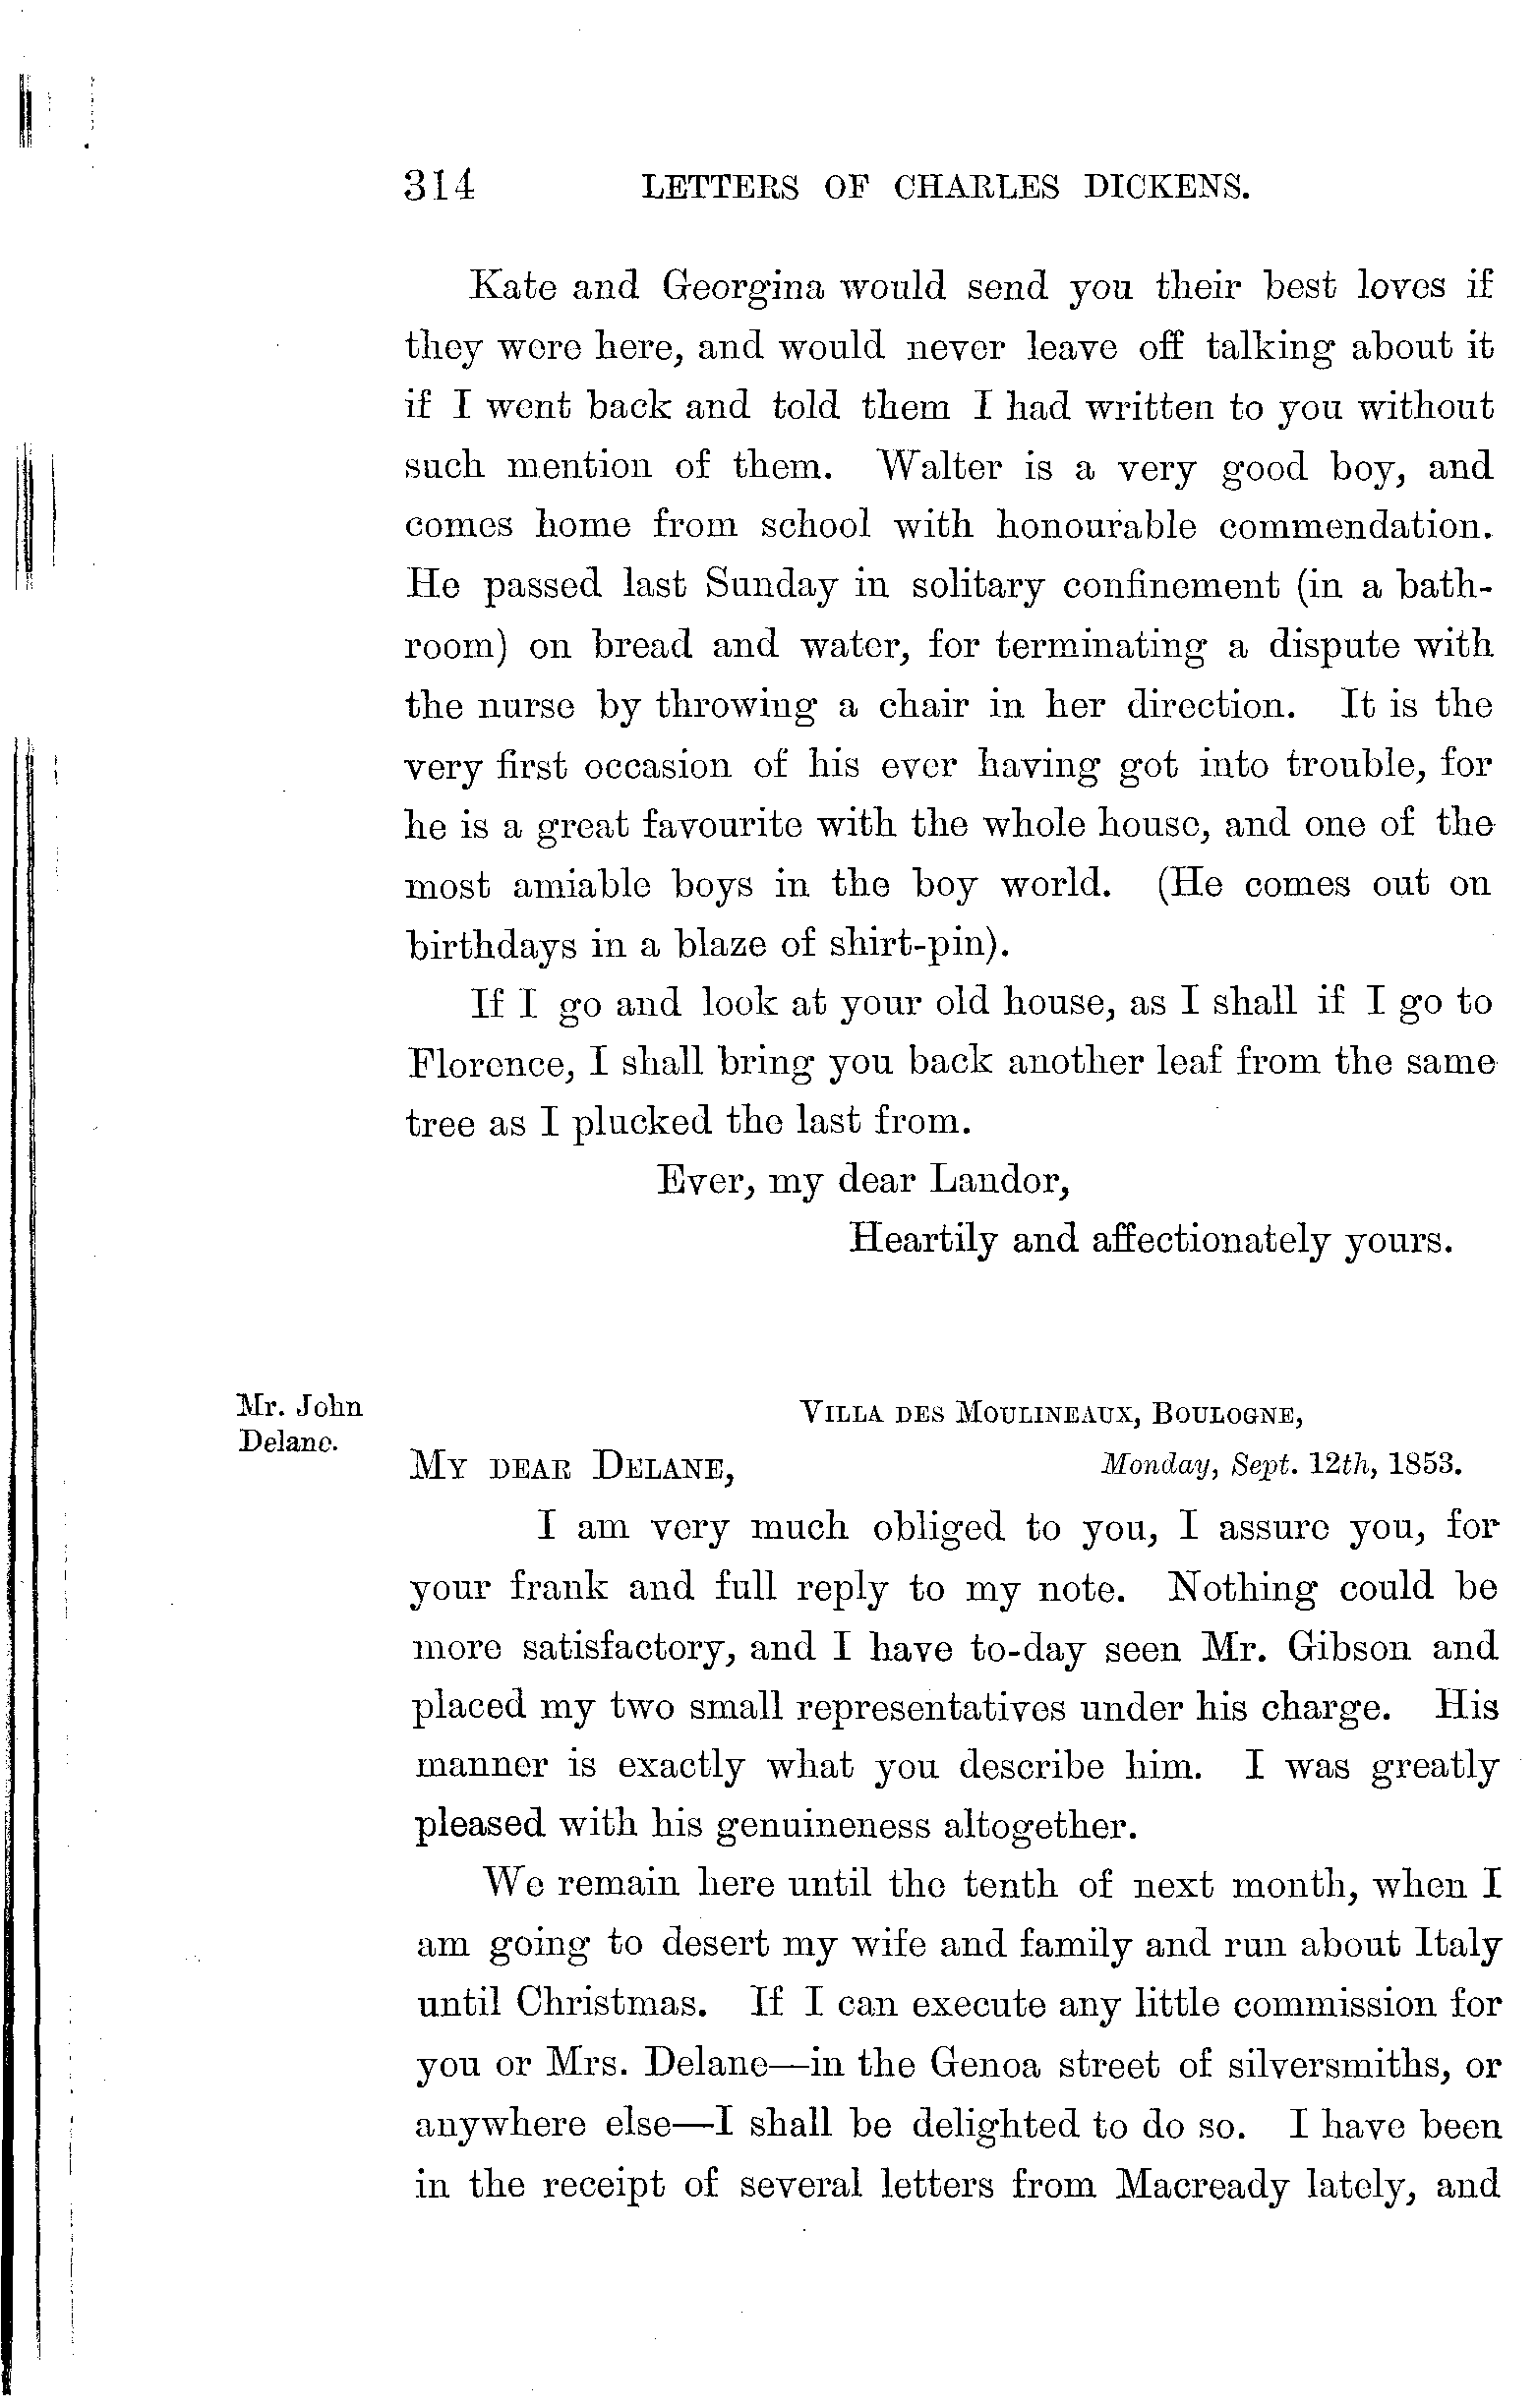 314 LETTERS OF CHARLES DICKENS.
Kate and Georgina would send you their best loves if
they were here, and would never leave off talking about it
if I went back and told them I had written to you without
such mention of them. Walter is a very good boy, and
comes home from school with honourable commendation.
He passed last Sunday in solitary confinement (in a bath-
room) on bread and water, for terminating a dispute with
the nurse by throwing a chair in her direction. It is the
very first occasion of his ever having got into trouble, for
he is a great favourite with the whole house, and one of the
most amiable boys in the boy world. (He comes out on
birthdays in a blaze of shirt-pin).
If I go and look at your old house, as I shall if I go to
Florence, I shall bring you back another leaf from the same
tree as I plucked the last from.
Ever, my dear Landor,
Heartily and affectionately yours.
Mr. John
Delane.
VILLA DES MOULINEAUX, BOULOGNE,
MY DEAR DELANE, Monday, Sept. 12th, 1853.
I am very much obliged to you, I assure you, for
your frank and full reply to my note. Nothing could be
more satisfactory, and I have to-day seen Mr. Gibson and
placed my two small representatives under his charge. His
manner is exactly what you describe him. I was greatly
pleased with his genuineness altogether.
We remain here until the tenth of next month, when I
am going to desert my wife and family and run about Italy
until Christmas. If I can execute any little commission for
you or Mrs. Delane—in the Genoa street of silversmiths, or
anywhere else—I shall be delighted to do so. I have been
in the receipt of several letters from Macready lately, and